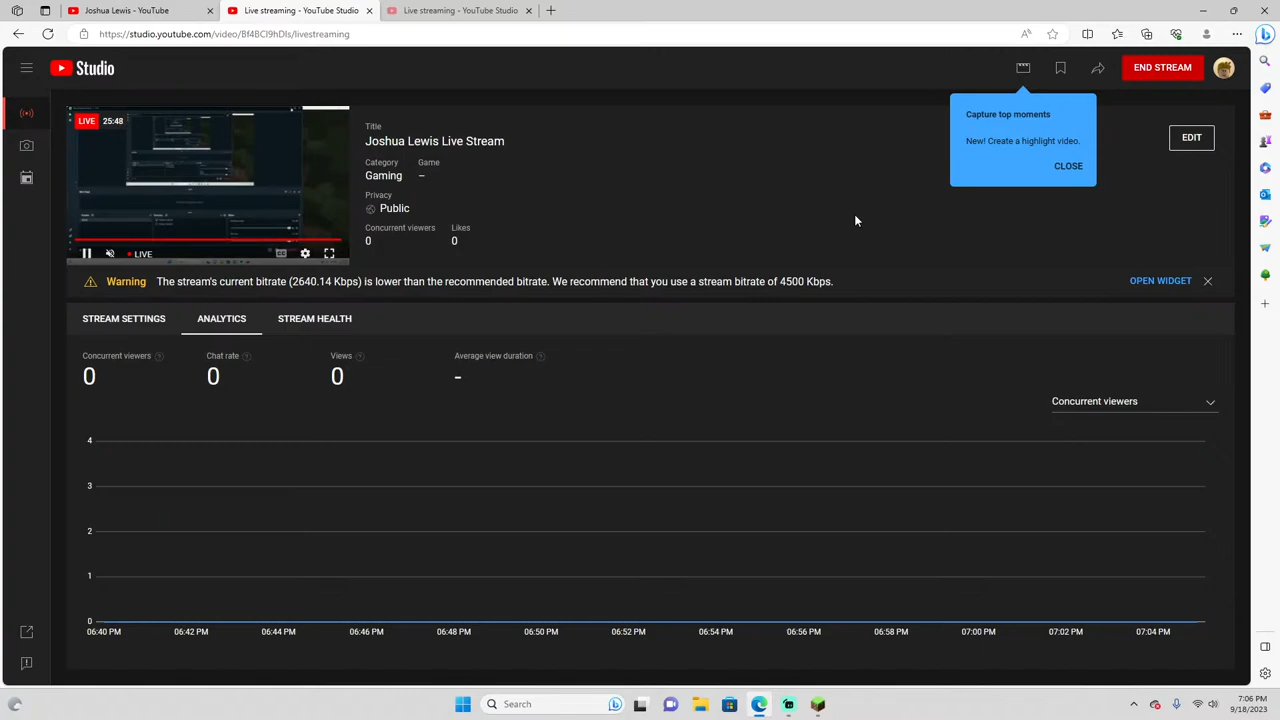 Joshua Lewis - YouTube
Live streaming - YouTube Studio
Live streaming - YouTube Studio
https://studio.youtube.com/video/Bf4BCl9hDIs/livestreaming
Studio
END STREAM
LIVE 25:48
LIVE
Title
Joshua Lewis Live Stream
Category Game
Gaming –
Privacy
Public
Concurrent viewers Likes
0 0
Capture top moments
New! Create a highlight video.
CLOSE
EDIT
Warning The stream's current bitrate (2640.14 Kbps) is lower than the recommended bitrate. We recommend that you use a stream bitrate of 4500 Kbps.
OPEN WIDGET
STREAM SETTINGS ANALYTICS STREAM HEALTH
Concurrent viewers Chat rate Views Average view duration
0 0 0 -
Concurrent viewers
4
3
2
1
0
06:40 PM 06:42 PM 06:44 PM 06:46 PM 06:48 PM 06:50 PM 06:52 PM 06:54 PM 06:56 PM 06:58 PM 07:00 PM 07:02 PM 07:04 PM
Search
7:06 PM
9/18/2023